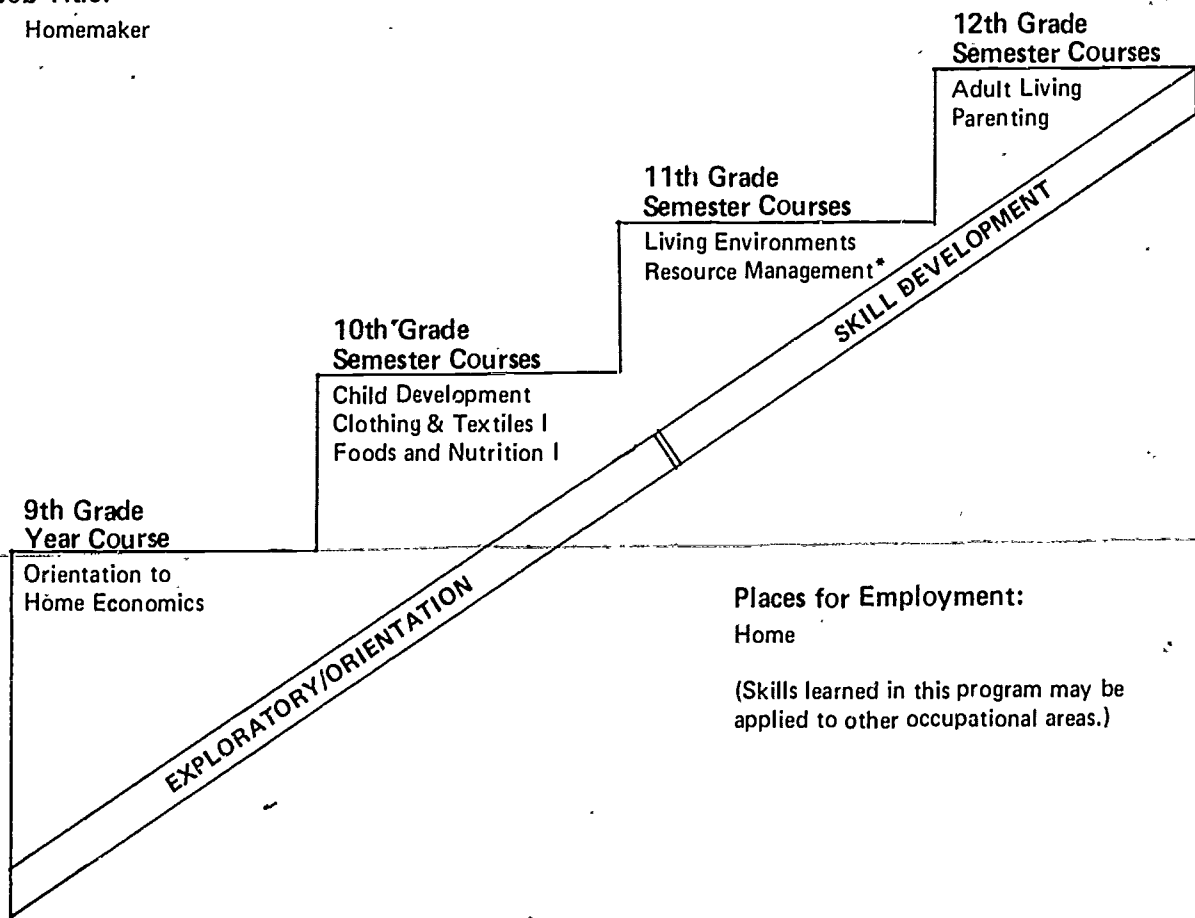 Homemaker
12th Grade
Semester Courses
Adult Living
Parenting
11th Grade
Semester Courses
Living Environments
Resource Management*
SKILL DEVELOPMENT
10th Grade
Semester Courses
Child Development
Clothing & Textiles I
Foods and Nutrition I
9th Grade
Year Course
Orientation to
Home Economics
EXPLORATORY/ORIENTATION
Places for Employment:
Home
(Skills learned in this program may be
applied to other occupational areas.)